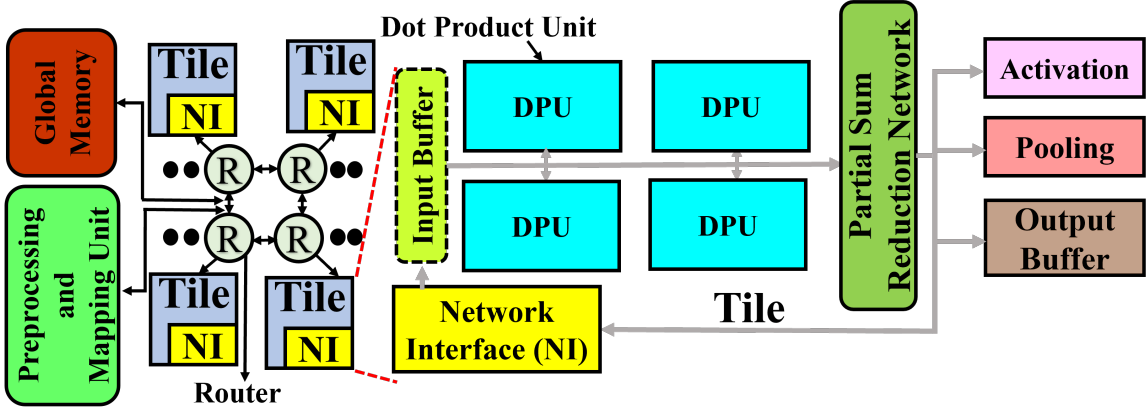 Global
Memory
Preprocessing
and
Mapping Unit
Tile
NI
Tile
NI
R
R
R
R
Tile
NI
Tile
NI
Router
Dot Product Unit
Input Buffer
DPU
DPU
DPU
DPU
Network
Interface (NI)
Tile
Partial Sum
Reduction Network
Activation
Pooling
Output
Buffer